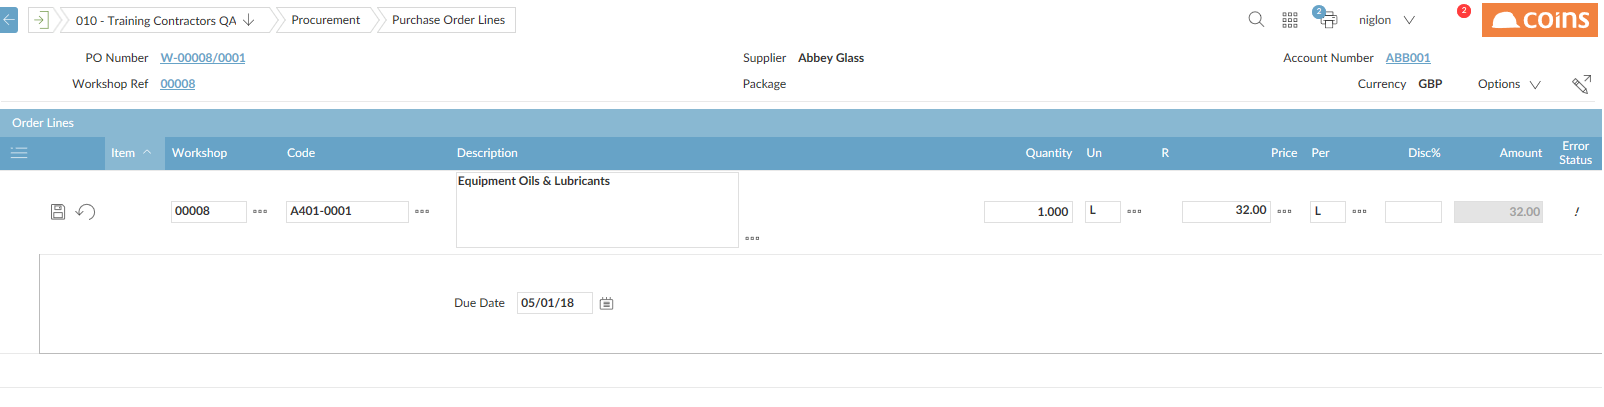 010 - Training Contractors QA Procurement Purchase Order Lines 2 niglon 2 COINS
PO Number W-00008/0001 Supplier Abbey Glass Account Number ABB001
Workshop Ref 00008 Package Currency GBP Options
Order Lines
Item Workshop Code Description Quantity Un R Price Per Disc% Amount Error Status
Equipment Oils & Lubricants
00008 A401-0001 1.000 L 32.00 L 32.00 !
Due Date 05/01/18